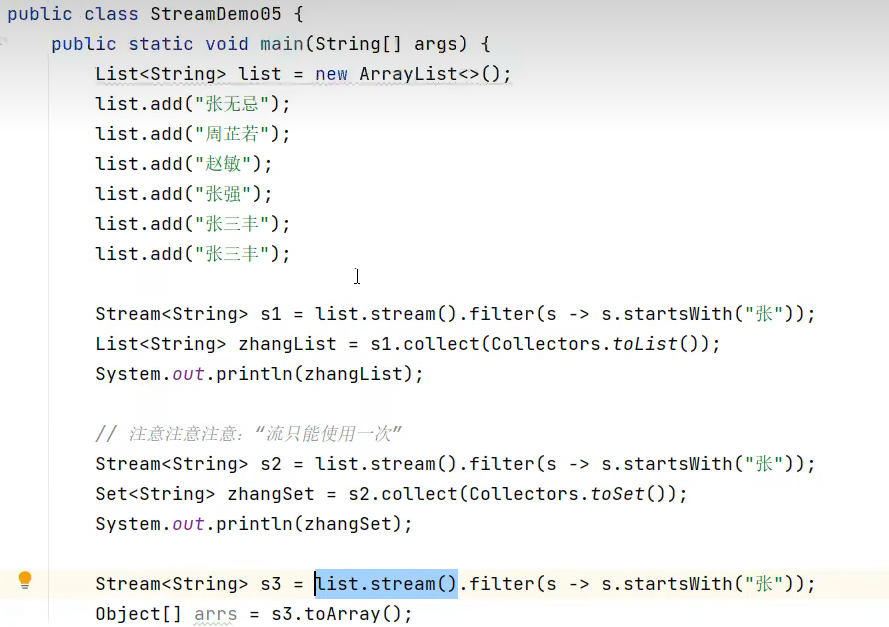 public class StreamDemo05 {
public static void main(String[] args) {
List<String> list = new ArrayList<>();
list.add("张无忌");
list.add("周芷若");
list.add("赵敏");
list.add("张强");
list.add("张三丰");
list.add("张三丰");
Stream<String> s1 = list.stream().filter(s -> s.startsWith("张"));
List<String> zhangList = s1.collect(Collectors.toList());
System.out.println(zhangList);
// 注意注意注意：“流只能使用一次”
Stream<String> s2 = list.stream().filter(s -> s.startsWith("张"));
Set<String> zhangSet = s2.collect(Collectors.toSet());
System.out.println(zhangSet);
Stream<String> s3 = list.stream().filter(s -> s.startsWith("张"));
Object[] arrs = s3.toArray();